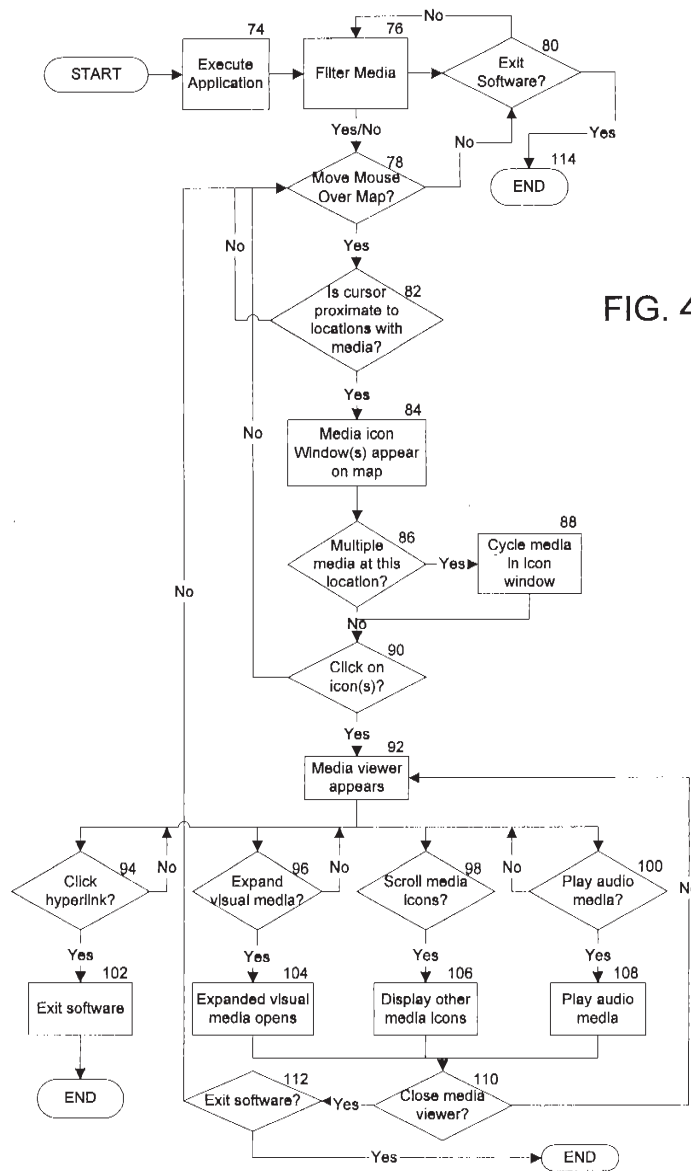 No
74
76
80
START
Execute
Application
Filter Media
Exit
Software?
Yes/No
No
Yes
78
114
Move Mouse
Over Map?
END
No
Yes
82
Is cursor
proximate to
locations with
media?
FIG. 4
Yes
84
No
Media icon
Window(s) appear
on map
86
88
Multiple
media at this
location?
Yes
Cycle media
in icon
window
No
No
90
Click on
icon(s)?
Yes
92
Media viewer
appears
94
No
96
No
98
No
100
Click
hyperlink?
Expand
visual media?
Scroll media
icons?
Play audio
media?
No
Yes
Yes
Yes
Yes
102
104
106
108
Exit software
Expanded visual
media opens
Display other
media icons
Play audio
media
112
110
END
Exit software?
Yes
Close media
viewer?
Yes
END